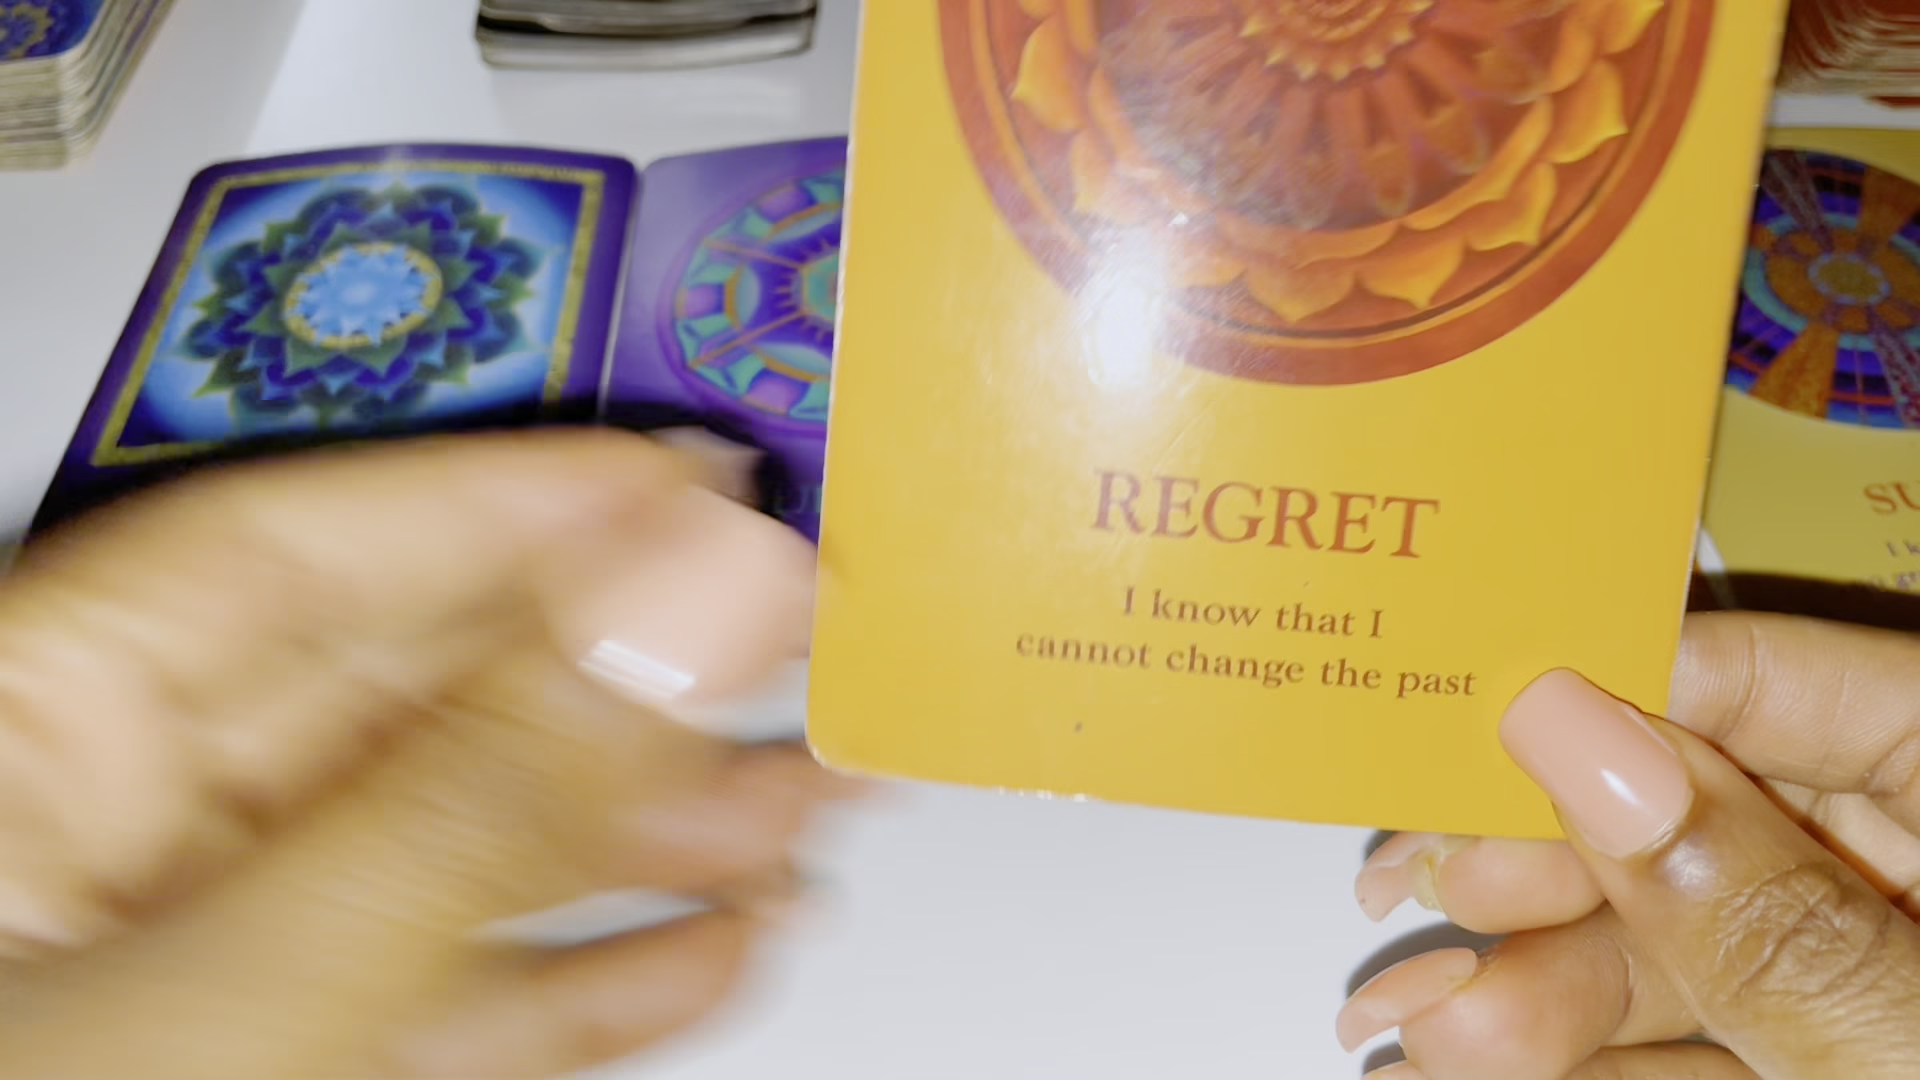 REGRET
I know that I
cannot change the past
SU
I k